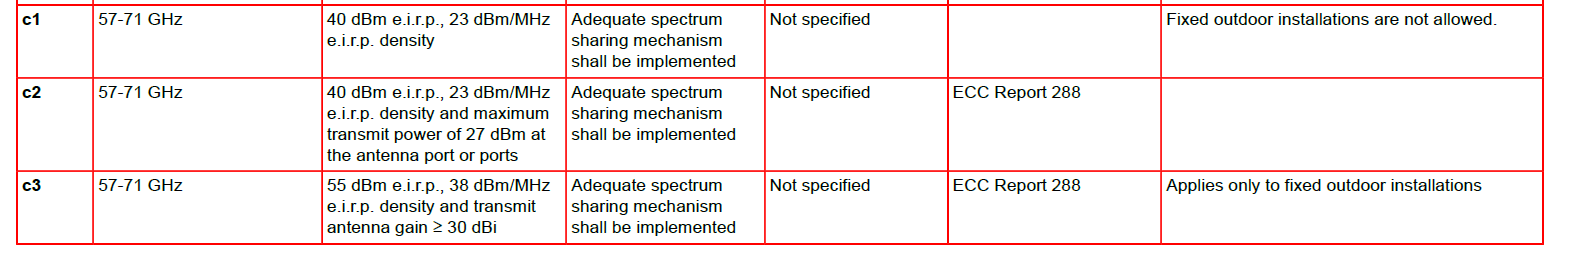 c1
57-71 GHz
40 dBm e.i.r.p., 23 dBm/MHz
e.i.r.p. density
Adequate spectrum
sharing mechanism
shall be implemented
Not specified
Fixed outdoor installations are not allowed.
c2
57-71 GHz
40 dBm e.i.r.p., 23 dBm/MHz
e.i.r.p. density and maximum
transmit power of 27 dBm at
the antenna port or ports
Adequate spectrum
sharing mechanism
shall be implemented
Not specified
ECC Report 288
c3
57-71 GHz
55 dBm e.i.r.p., 38 dBm/MHz
e.i.r.p. density and transmit
antenna gain ≥ 30 dBi
Adequate spectrum
sharing mechanism
shall be implemented
Not specified
ECC Report 288
Applies only to fixed outdoor installations